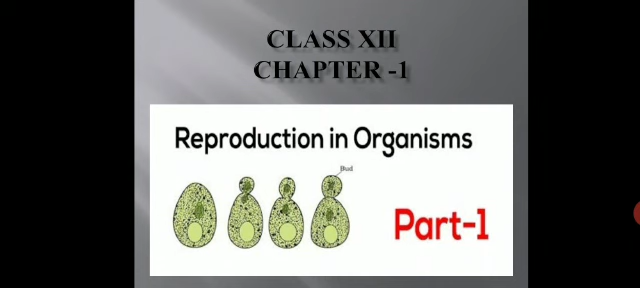 CLASS XII
CHAPTER -1
Reproduction in Organisms
Bud
Part-1